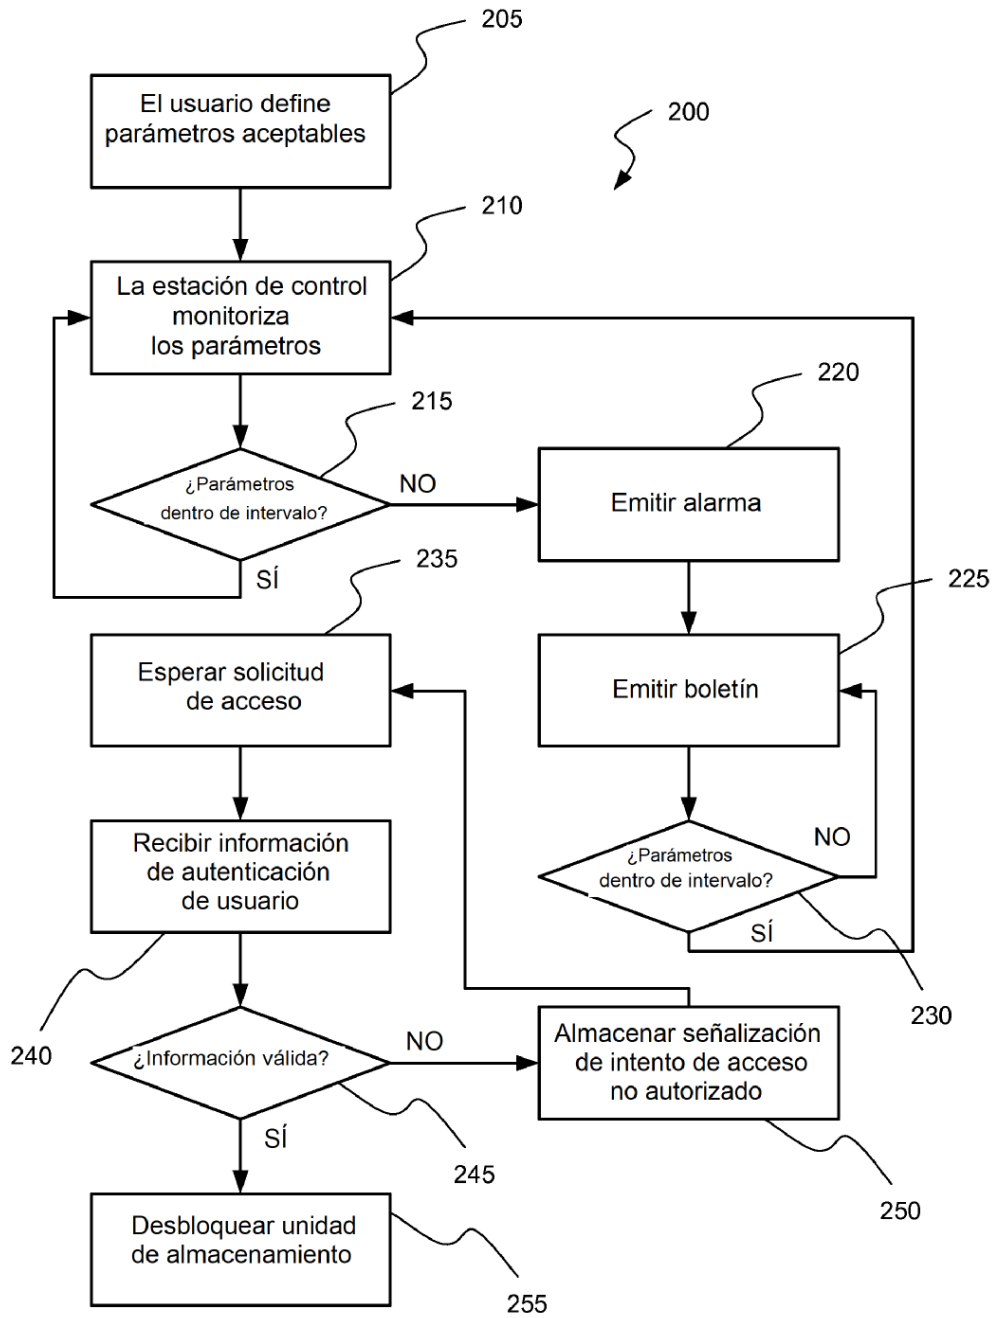 205
El usuario define
parámetros aceptables
200
210
La estación de control
monitoriza
los parámetros
215
¿Parámetros
dentro de intervalo?
NO
SÍ
220
Emitir alarma
225
Emitir boletín
235
Esperar solicitud
de acceso
¿Parámetros
dentro de intervalo?
NO
SÍ
230
Recibir información
de autenticación
de usuario
240
¿Información válida?
NO
SÍ
245
Almacenar señalización
de intento de acceso
no autorizado
250
Desbloquear unidad
de almacenamiento
255